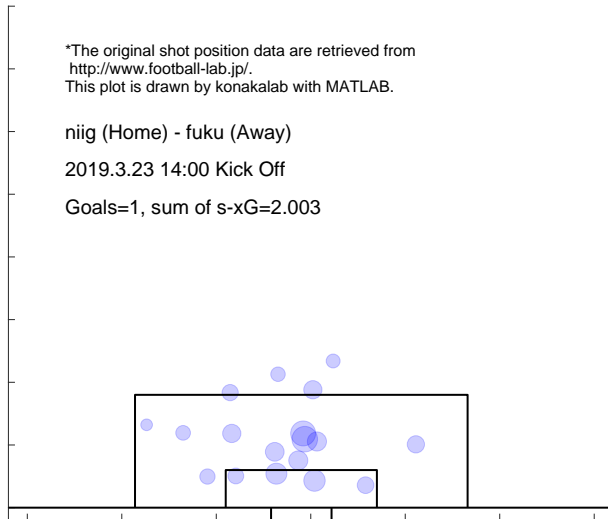 *The original shot position data are retrieved from
http://www.football-lab.jp/.
This plot is drawn by konakalab with MATLAB.
niig (Home) - fuku (Away)
2019.3.23 14:00 Kick Off
Goals=1, sum of s-xG=2.003